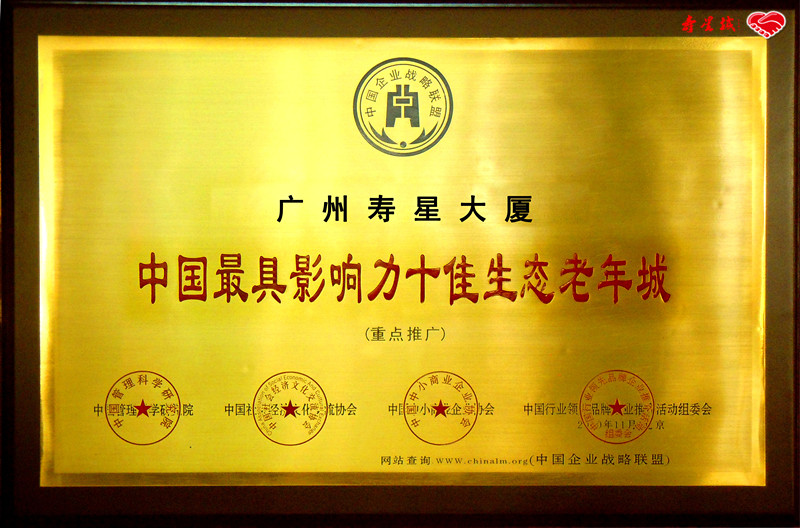 寿星城
中国企业战略联盟
广州寿星大厦
中国最具影响力十佳生态老年城
(重点推广)
中国管理科学研究院
中国社会经济文化交流协会
中国中小商业企业协会
中国行业领先品牌企业推广活动组委会
网站查询:www.chinalm.org(中国企业战略联盟)